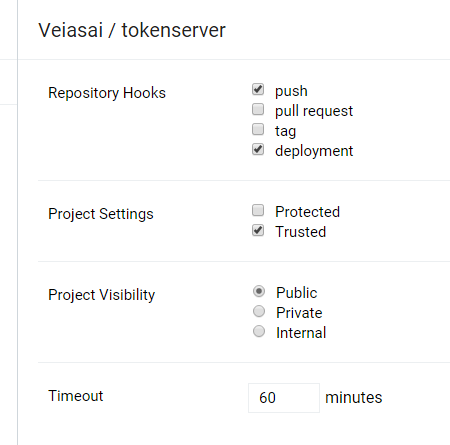 Veiasai / tokenserver
Repository Hooks
push
pull request
tag
deployment
Project Settings
Protected
Trusted
Project Visibility
Public
Private
Internal
Timeout
60 minutes